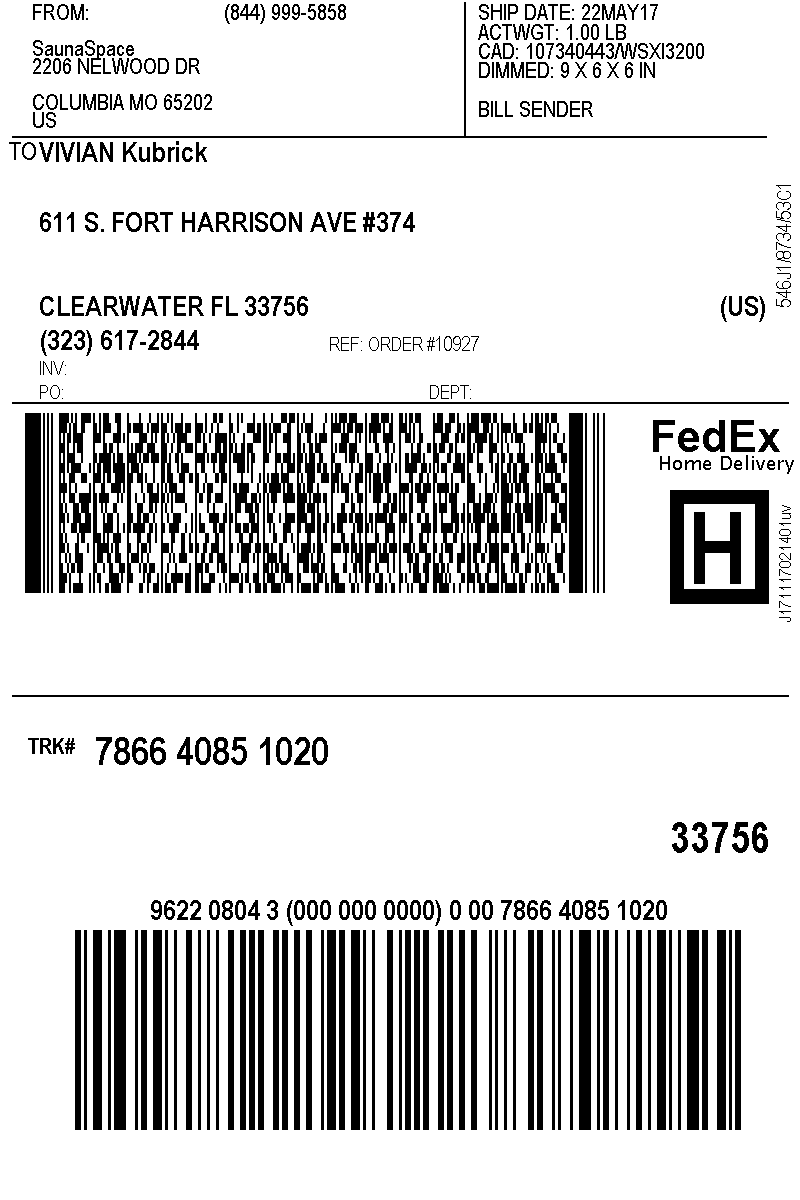 FROM: (844) 999-5858
SaunaSpace
2206 NELWOOD DR
COLUMBIA MO 65202
US
SHIP DATE: 22MAY17
ACTWGT: 1.00 LB
CAD: 107340443/WSXI3200
DIMMED: 9 X 6 X 6 IN
BILL SENDER
TO VIVIAN Kubrick
611 S. FORT HARRISON AVE #374
CLEARWATER FL 33756 (US)
(323) 617-2844 REF: ORDER #10927
INV:
PO: DEPT:
546J1/8734/53C1
FedEx
Home Delivery
H
J171117021401uv
TRK# 7866 4085 1020
33756
9622 0804 3 (000 000 0000) 0 00 7866 4085 1020